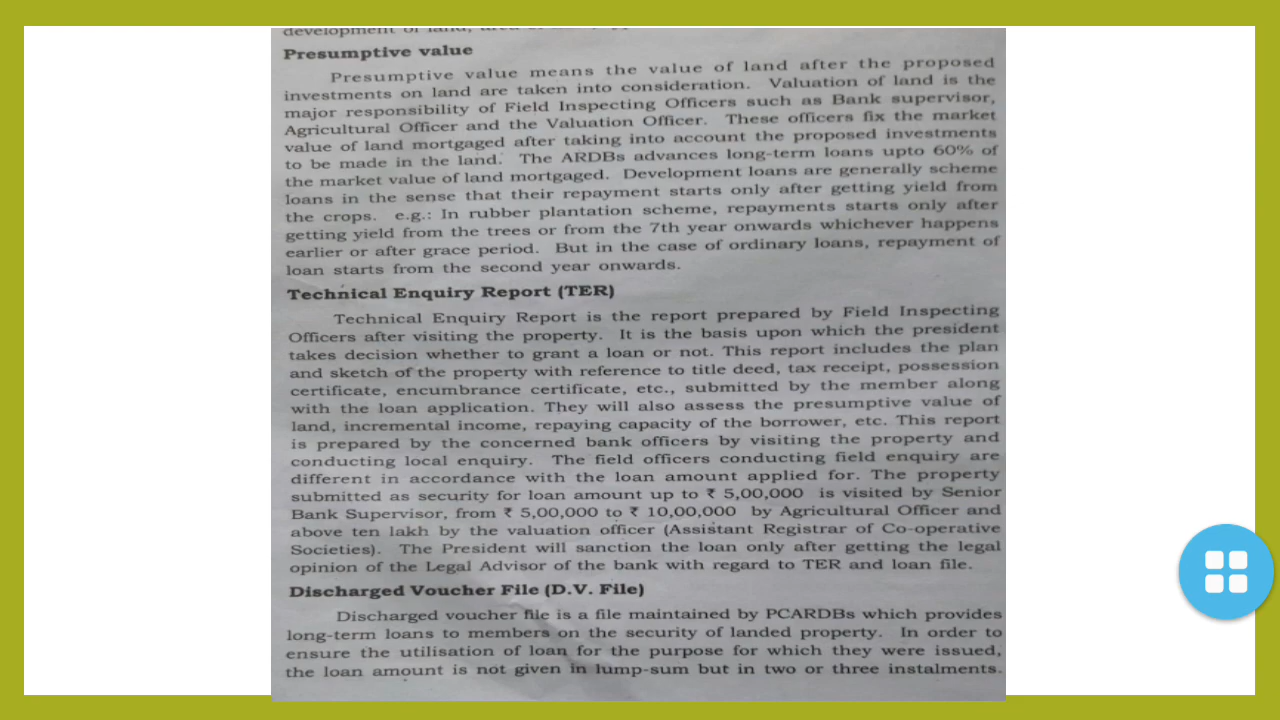 development of land,
Presumptive value
Presumptive value means the value of land after the proposed
investments on land are taken into consideration. Valuation of land is the
major responsibility of Field Inspecting Officers such as Bank supervisor,
Agricultural Officer and the Valuation Officer. These officers fix the market
value of land mortgaged after taking into account the proposed investments
to be made in the land. The ARDBs advances long-term loans upto 60% of
the market value of land mortgaged. Development loans are generally scheme
loans in the sense that their repayment starts only after getting yield from
the crops. e.g.: In rubber plantation scheme, repayments starts only after
getting yield from the trees or from the 7th year onwards whichever happens
earlier or after grace period. But in the case of ordinary loans, repayment of
loan starts from the second year onwards.
Technical Enquiry Report (TER)
Technical Enquiry Report is the report prepared by Field Inspecting
Officers after visiting the property. It is the basis upon which the president
takes decision whether to grant a loan or not. This report includes the plan
and sketch of the property with reference to title deed, tax receipt, possession
certificate, encumbrance certificate, etc., submitted by the member along
with the loan application. They will also assess the presumptive value of
land, incremental income, repaying capacity of the borrower, etc. This report
is prepared by the concerned bank officers by visiting the property and
conducting local enquiry. The field officers conducting field enquiry are
different in accordance with the loan amount applied for. The property
submitted as security for loan amount up to ₹ 5,00,000 is visited by Senior
Bank Supervisor, from ₹ 5,00,000 to ₹ 10,00,000 by Agricultural Officer and
above ten lakh by the valuation officer (Assistant Registrar of Co-operative
Societies). The President will sanction the loan only after getting the legal
opinion of the Legal Advisor of the bank with regard to TER and loan file.
Discharged Voucher File (D.V. File)
Discharged voucher file is a file maintained by PCARDBs which provides
long-term loans to members on the security of landed property. In order to
ensure the utilisation of loan for the purpose for which they were issued,
the loan amount is not given in lump-sum but in two or three instalments.